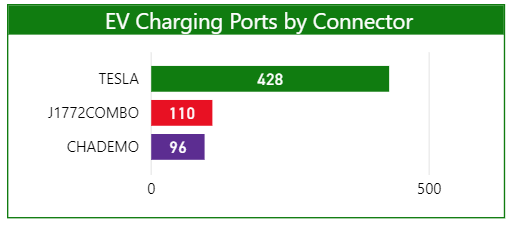 EV Charging Ports by Connector
TESLA 428
J1772COMBO 110
CHADEMO 96
0 500